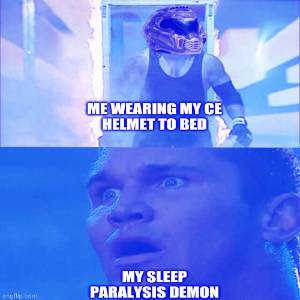 ME WEARING MY CE
HELMET TO BED
MY SLEEP
PARALYSIS DEMON
imgflip.com